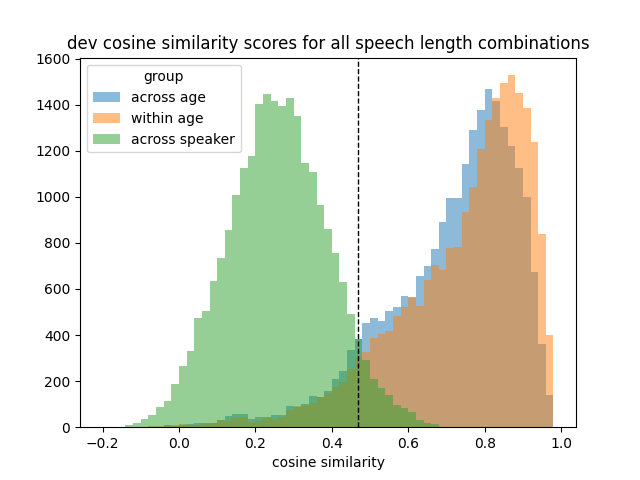 dev cosine similarity scores for all speech length combinations
group
across age
within age
across speaker
1600
1400
1200
1000
800
600
400
200
0
−0.2 0.0 0.2 0.4 0.6 0.8 1.0
cosine similarity